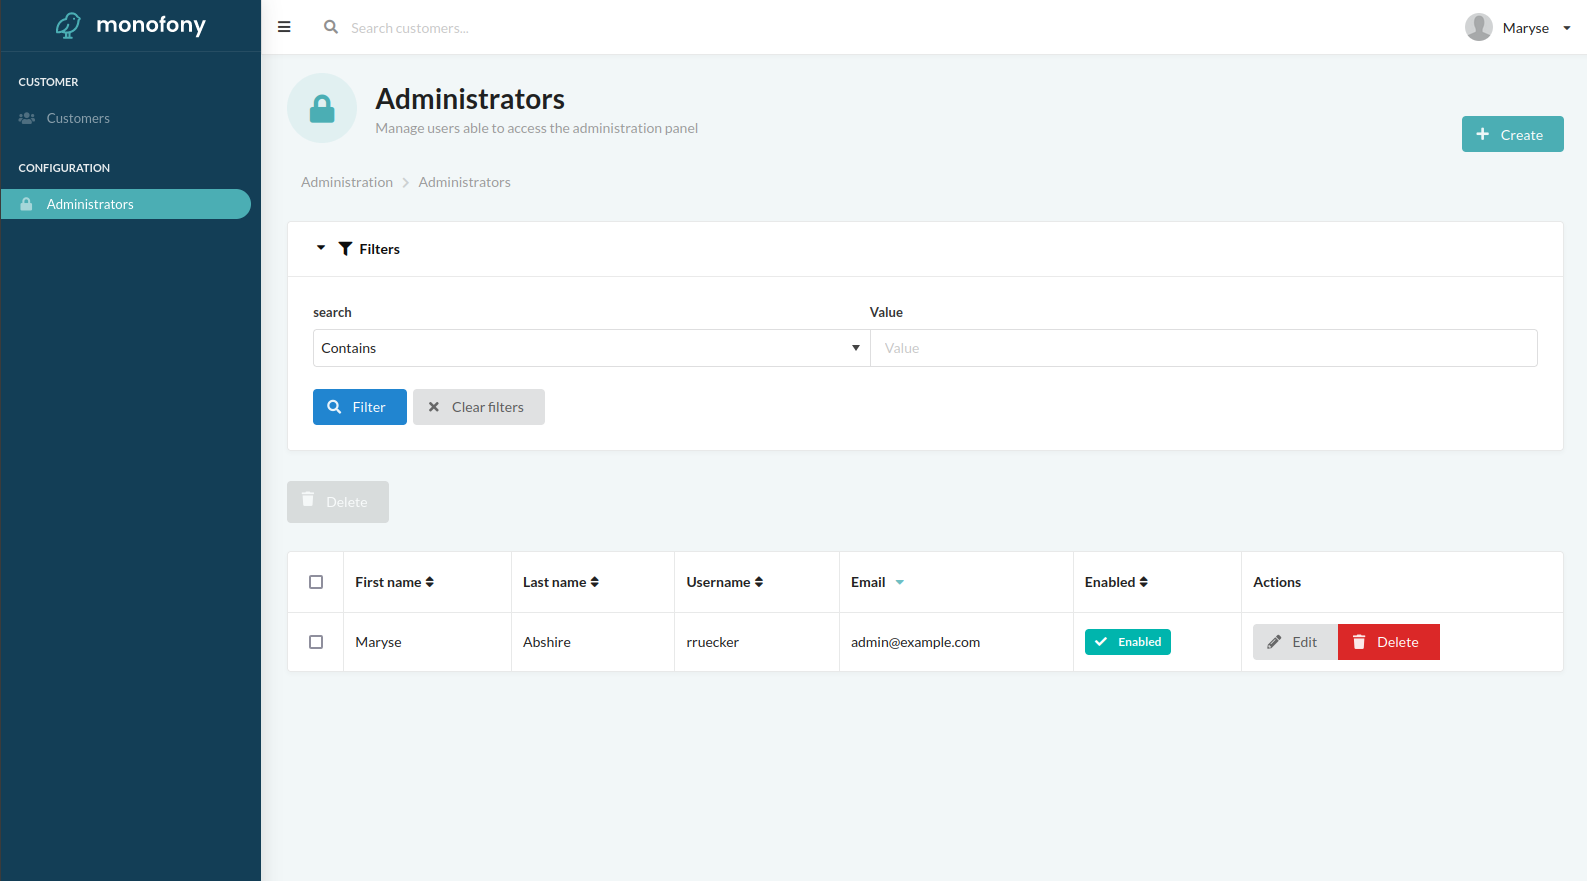 monofony
Search customers...
Maryse
CUSTOMER
Customers
CONFIGURATION
Administrators
Administrators
Manage users able to access the administration panel
Create
Administration Administrators
Filters
search Value
Contains Value
Filter Clear filters
Delete
First name Last name Username Email Enabled Actions
Maryse Abshire rruecker admin@example.com Enabled Edit Delete